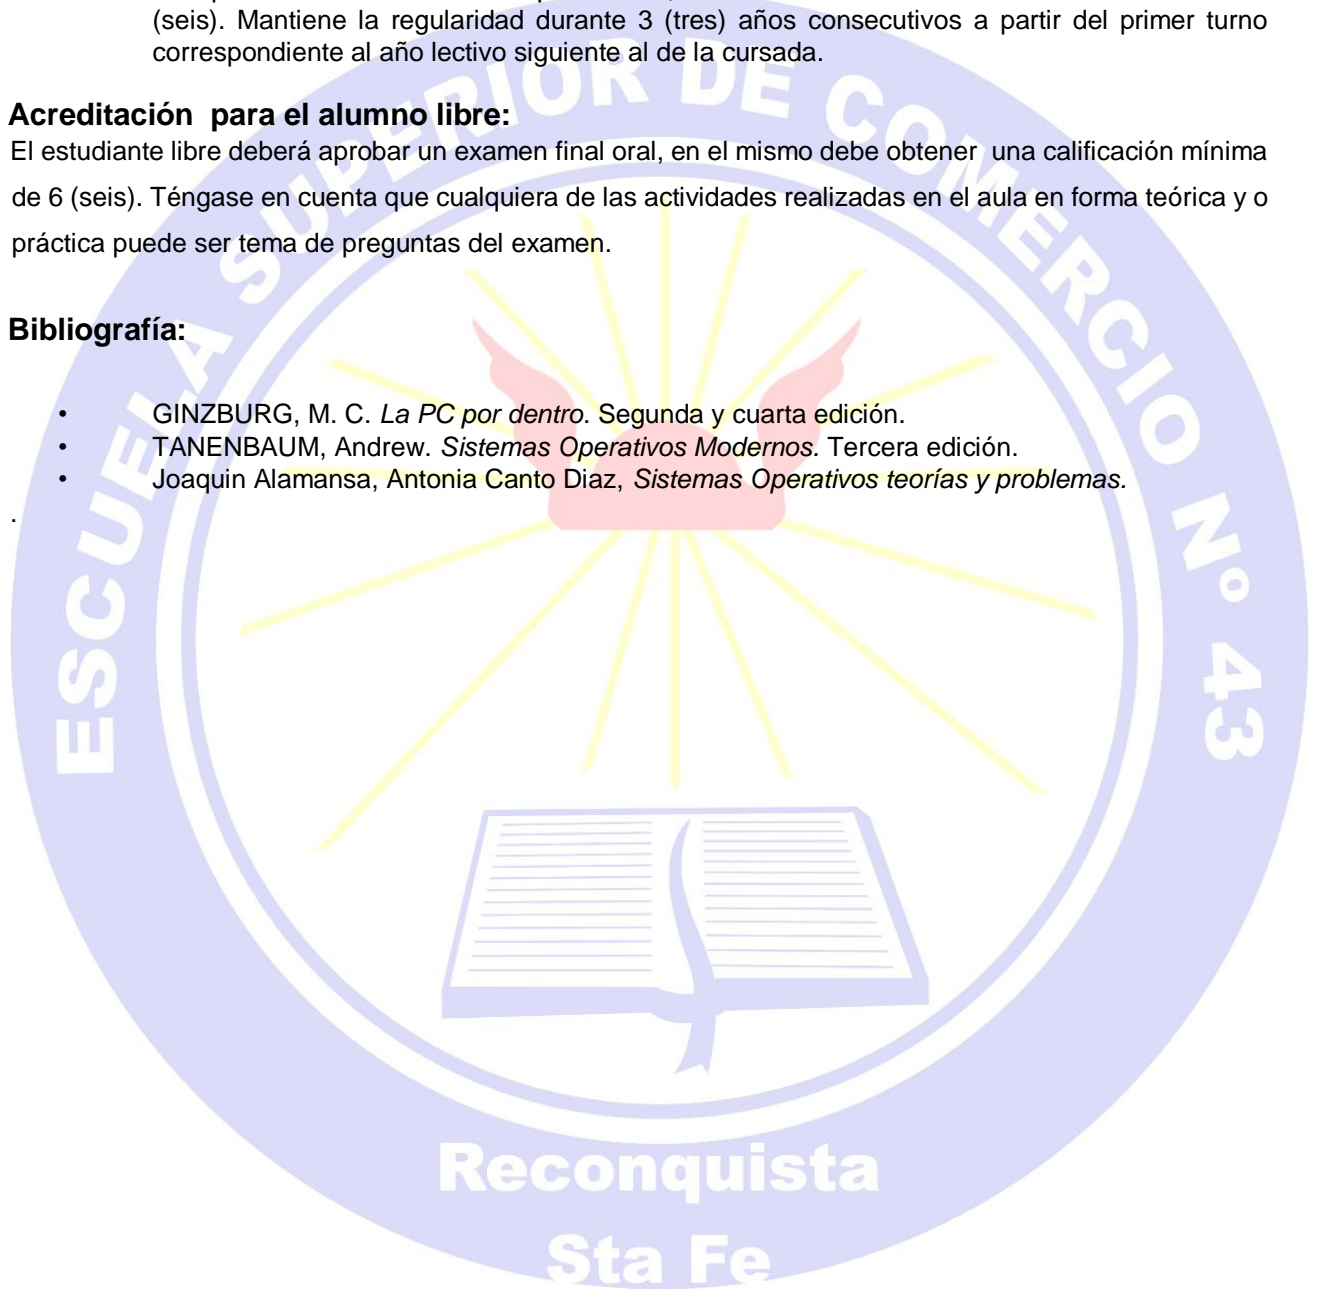 (seis). Mantiene la regularidad durante 3 (tres) años consecutivos a partir del primer turno
correspondiente al año lectivo siguiente al de la cursada.
Acreditación  para el alumno libre:
El estudiante libre deberá aprobar un examen final oral, en el mismo debe obtener  una calificación mínima
de 6 (seis). Téngase en cuenta que cualquiera de las actividades realizadas en el aula en forma teórica y o
práctica puede ser tema de preguntas del examen.
Bibliografía:
• GINZBURG, M. C. La PC por dentro. Segunda y cuarta edición.
• TANENBAUM, Andrew. Sistemas Operativos Modernos. Tercera edición.
• Joaquin Alamansa, Antonia Canto Diaz, Sistemas Operativos teorías y problemas.
.
ESCUELA SUPERIOR DE COMERCIO Nº 43
Reconquista
Sta Fe